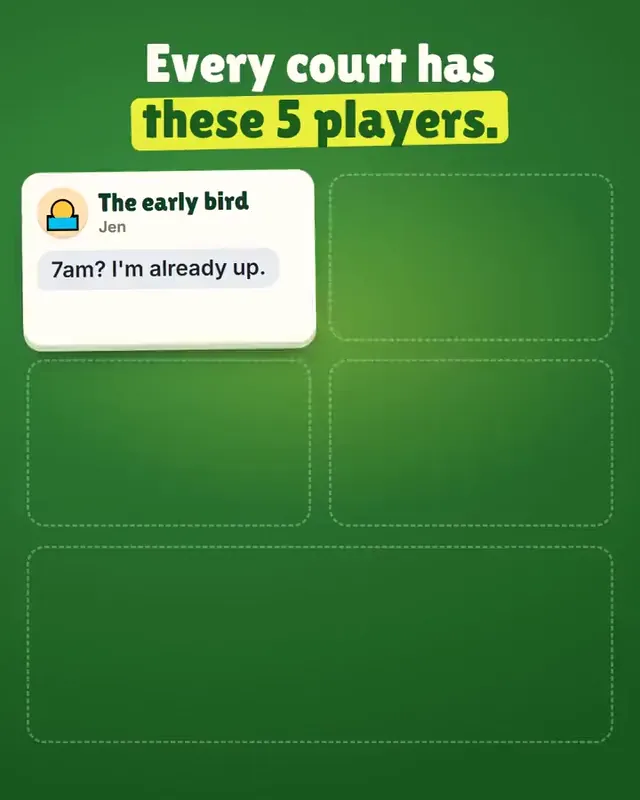 Every court has
these 5 players.
The early bird
Jen
7am? I'm already up.